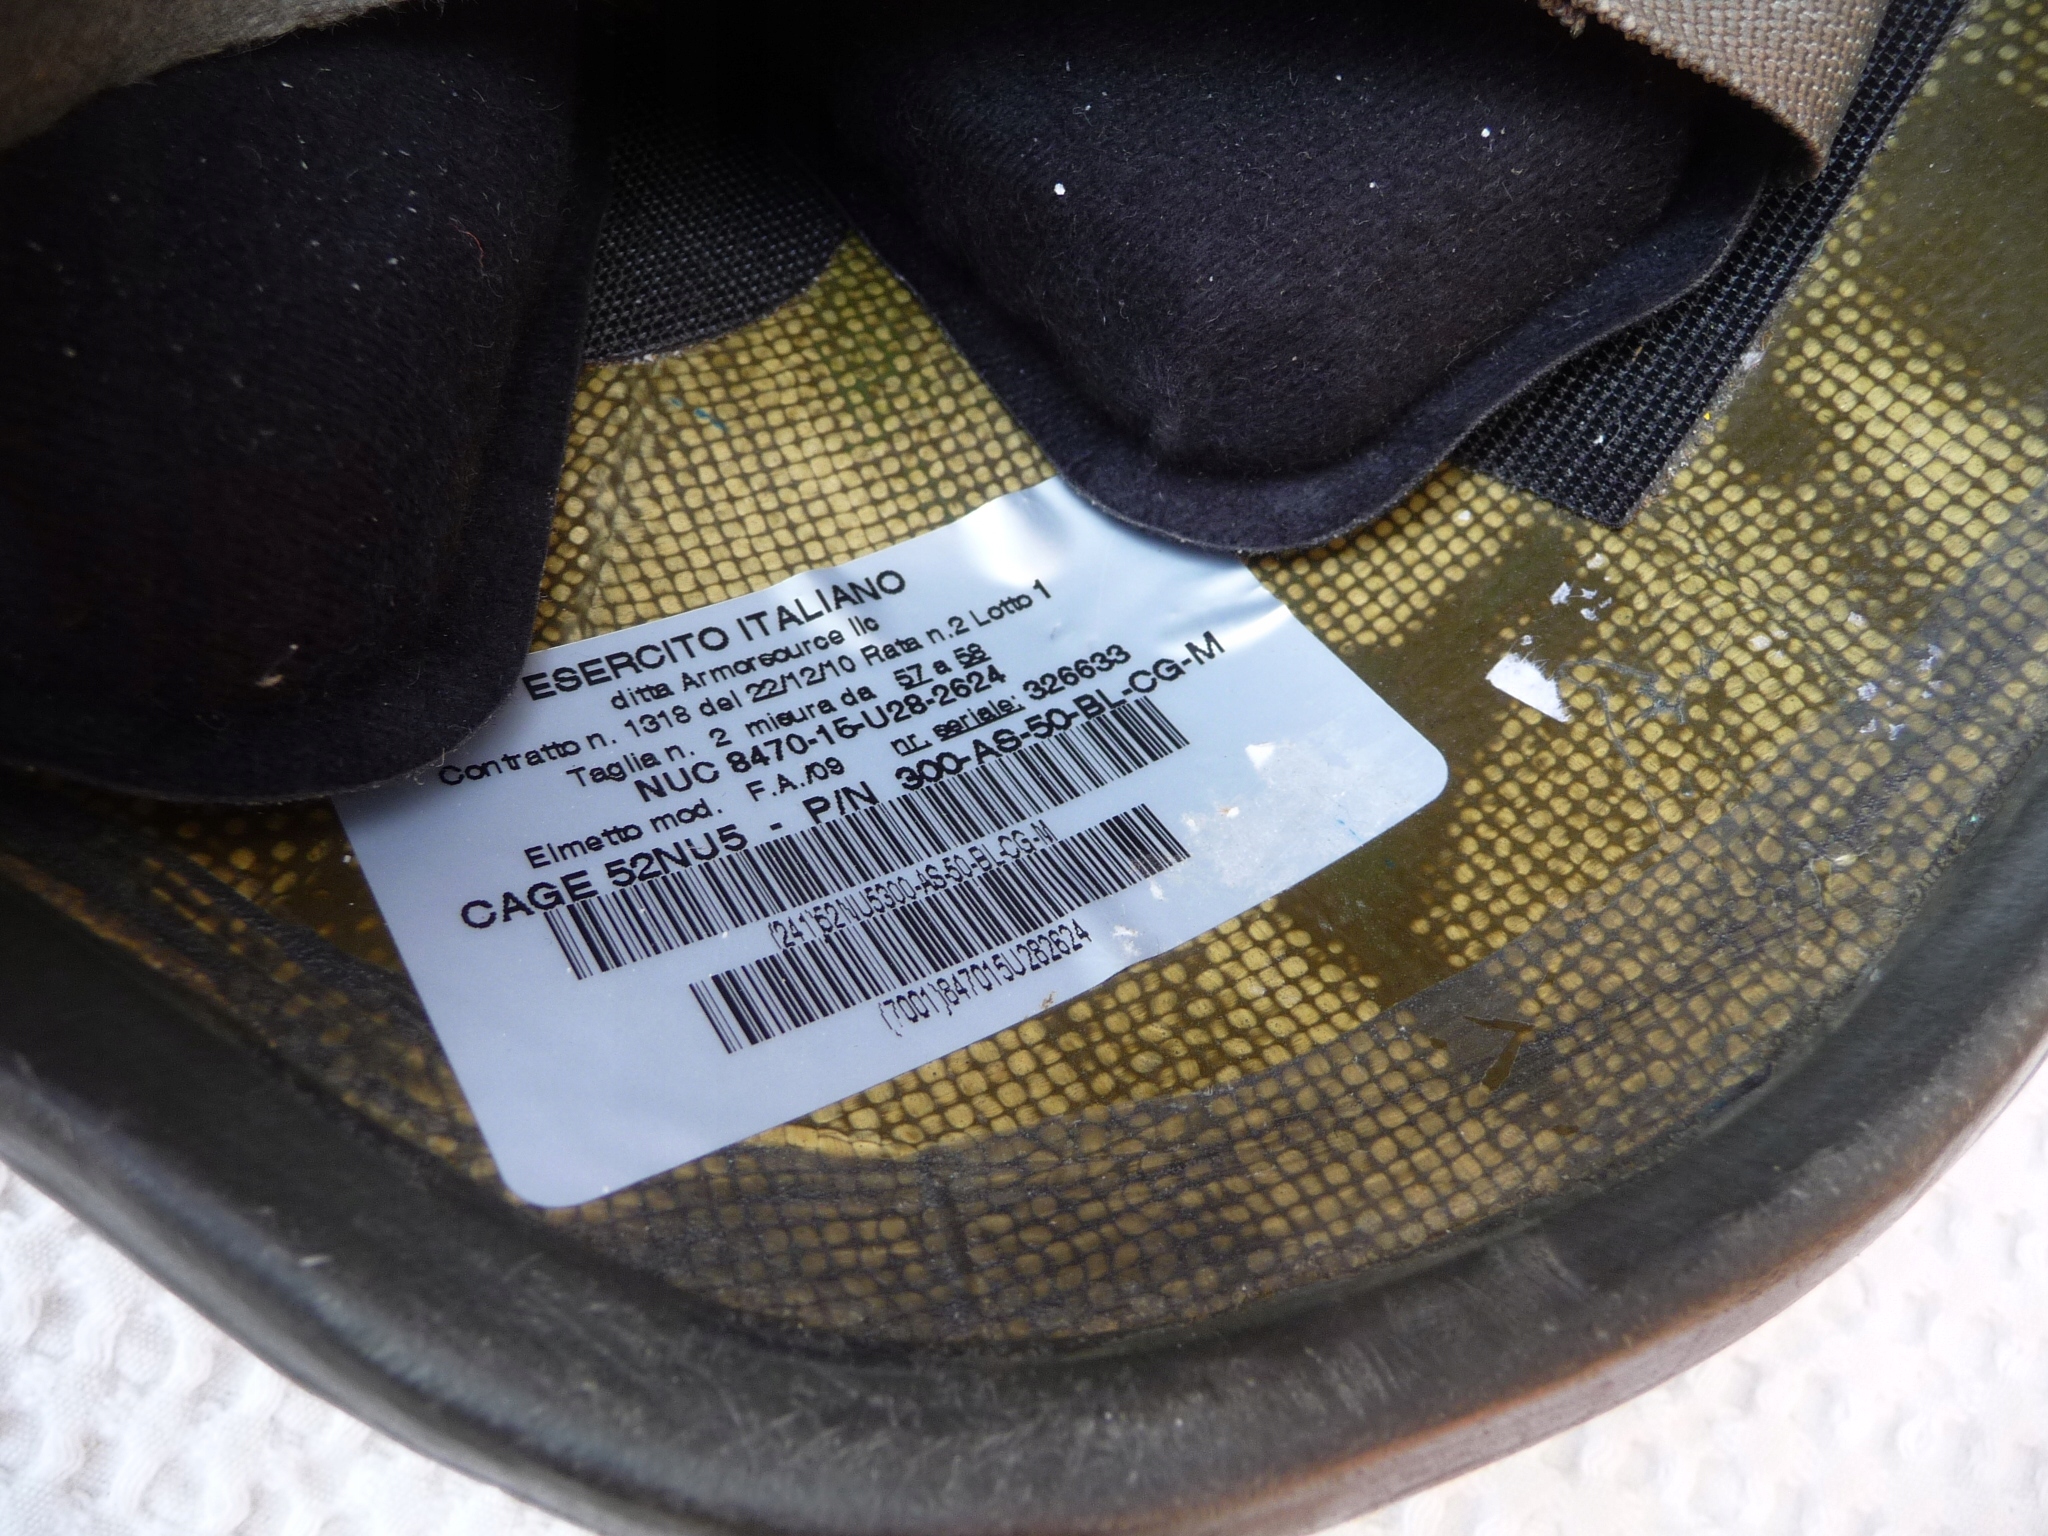 ESERCITO ITALIANO
ditta Armorsource llc
Contratto n. 1318 del 22/12/10 Rata n.2 Lotto 1
Taglia n. 2 misura da 57 a 58
NUC 8470-15-U28-2624
Elmetto mod. F.A./09 nr. seriale: 326633
CAGE 52NU5 - P/N 300-AS-50-BL-CG-M
(241)52NU5300-AS-50-BL-CG-M
(7001)847015U282624